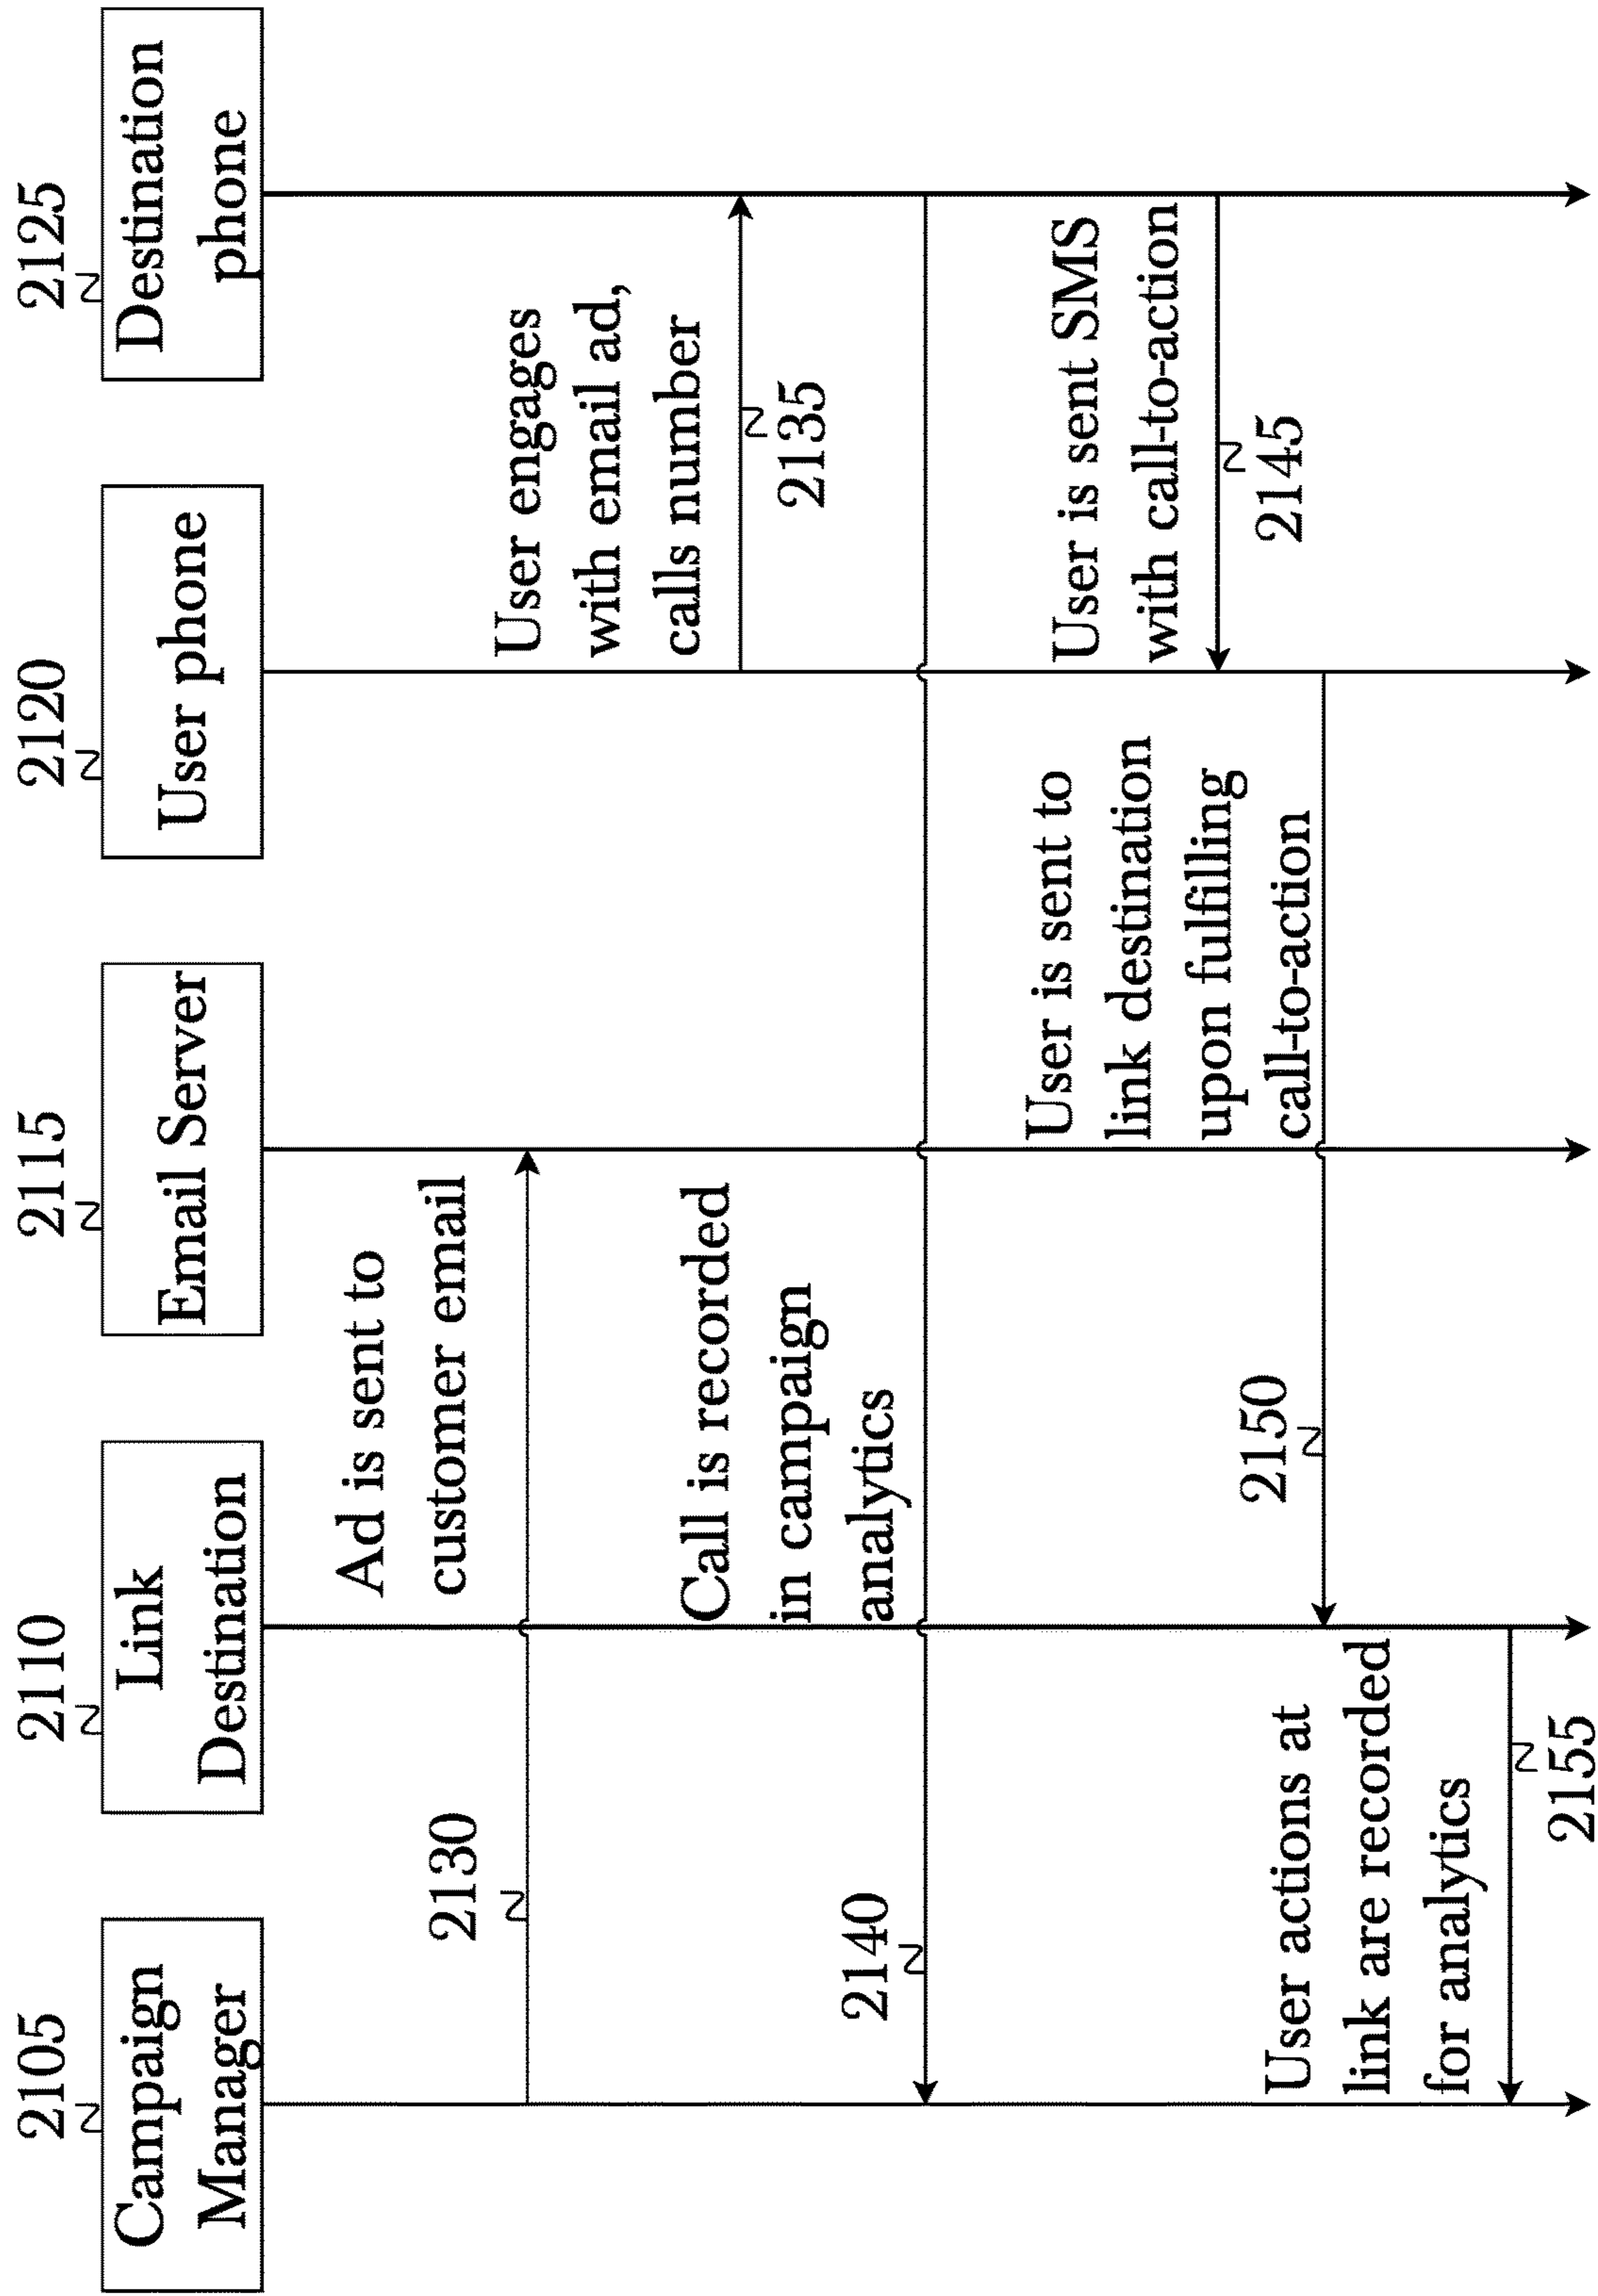 2105
Campaign
Manager
2110
Link
Destination
2115
Email Server
2120
User phone
2125
Destination
phone
Ad is sent to
customer email
2130
User engages
with email ad,
calls number
2135
Call is recorded
in campaign
analytics
2140
User is sent SMS
with call-to-action
2145
User is sent to
link destination
upon fulfilling
call-to-action
2150
User actions at
link are recorded
for analytics
2155